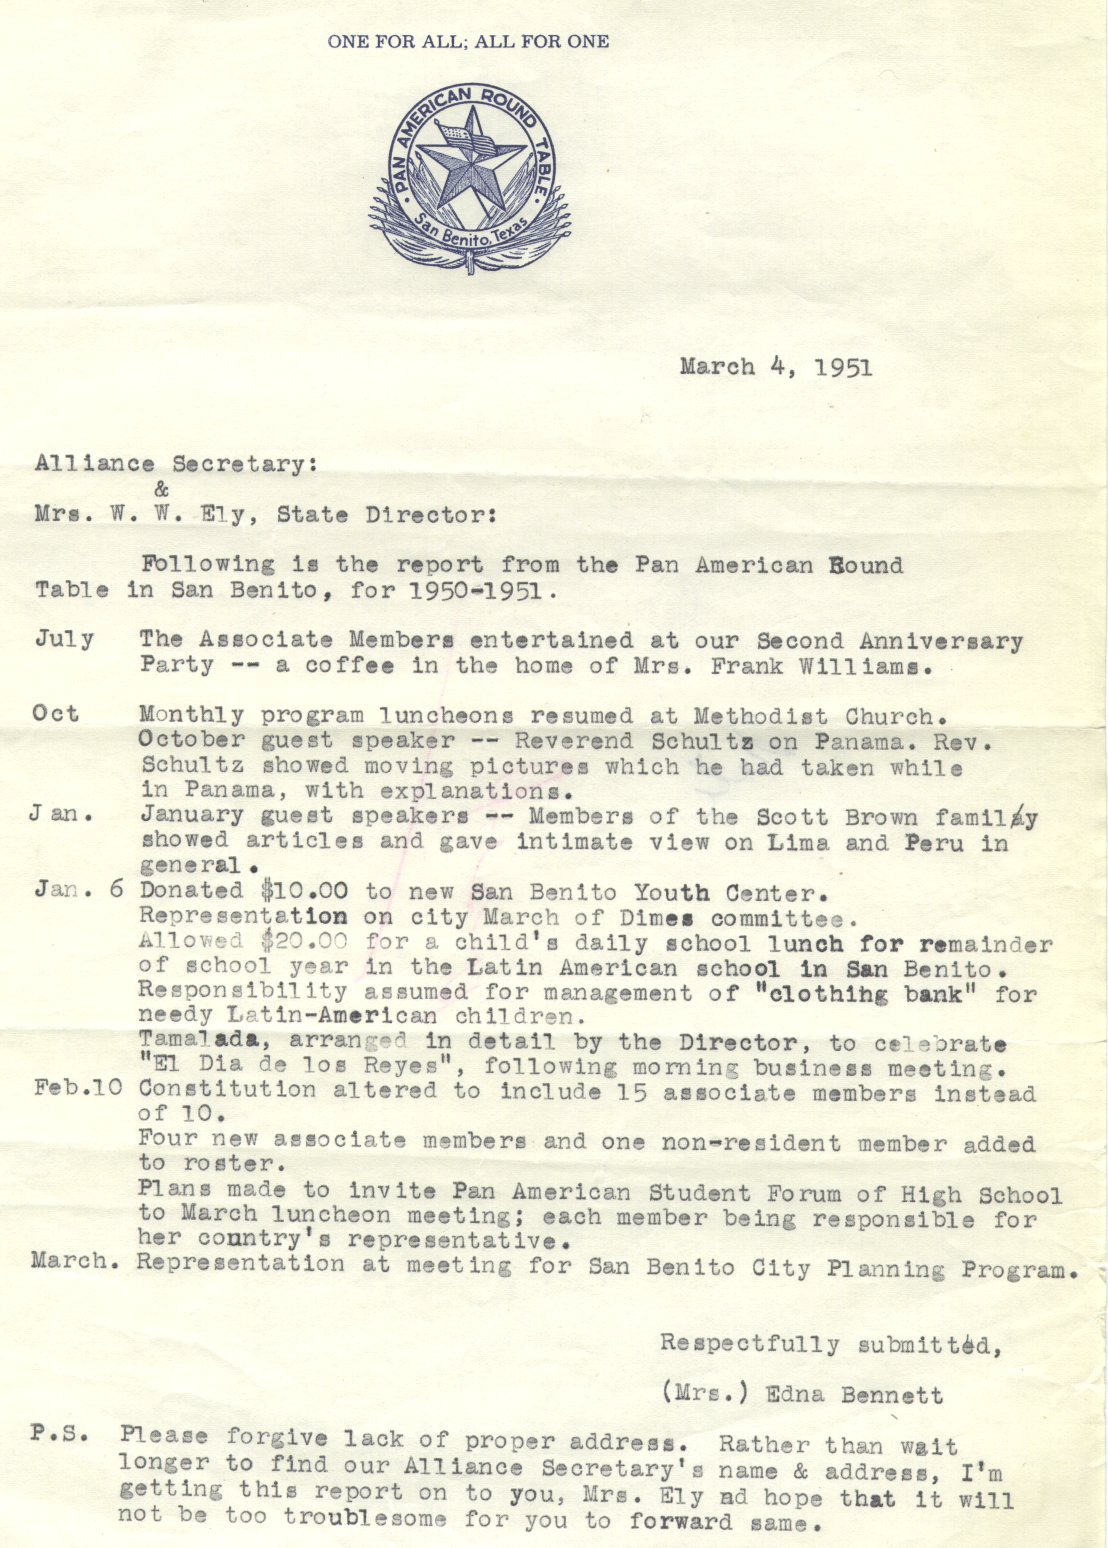 ONE FOR ALL; ALL FOR ONE
PAN AMERICAN ROUND TABLE
San Benito, Texas
March 4, 1951
Alliance Secretary:
&
Mrs. W. W. Ely, State Director:
Following is the report from the Pan American Round
Table in San Benito, for 1950-1951.
July The Associate Members entertained at our Second Anniversary
Party -- a coffee in the home of Mrs. Frank Williams.
Oct Monthly program luncheons resumed at Methodist Church.
October guest speaker -- Reverend Schultz on Panama. Rev.
Schultz showed moving pictures which he had taken while
in Panama, with explanations.
Jan. January guest speakers -- Members of the Scott Brown family
showed articles and gave intimate view on Lima and Peru in
general.
Jan. 6 Donated $10.00 to new San Benito Youth Center.
Representation on city March of Dimes committee.
Allowed $20.00 for a child's daily school lunch for remainder
of school year in the Latin American school in San Benito.
Responsibility assumed for management of "clothihg bank" for
needy Latin-American children.
Tamalada, arranged in detail by the Director, to celebrate
"El Dia de los Reyes", following morning business meeting.
Feb.10 Constitution altered to include 15 associate members instead
of 10.
Four new associate members and one non-resident member added
to roster.
Plans made to invite Pan American Student Forum of High School
to March luncheon meeting; each member being responsible for
her country's representative.
March. Representation at meeting for San Benito City Planning Program.
Respectfully submitted,
(Mrs.) Edna Bennett
P.S. Please forgive lack of proper address. Rather than wait
longer to find our Alliance Secretary's name & address, I'm
getting this report on to you, Mrs. Ely ad hope that it will
not be too troublesome for you to forward same.